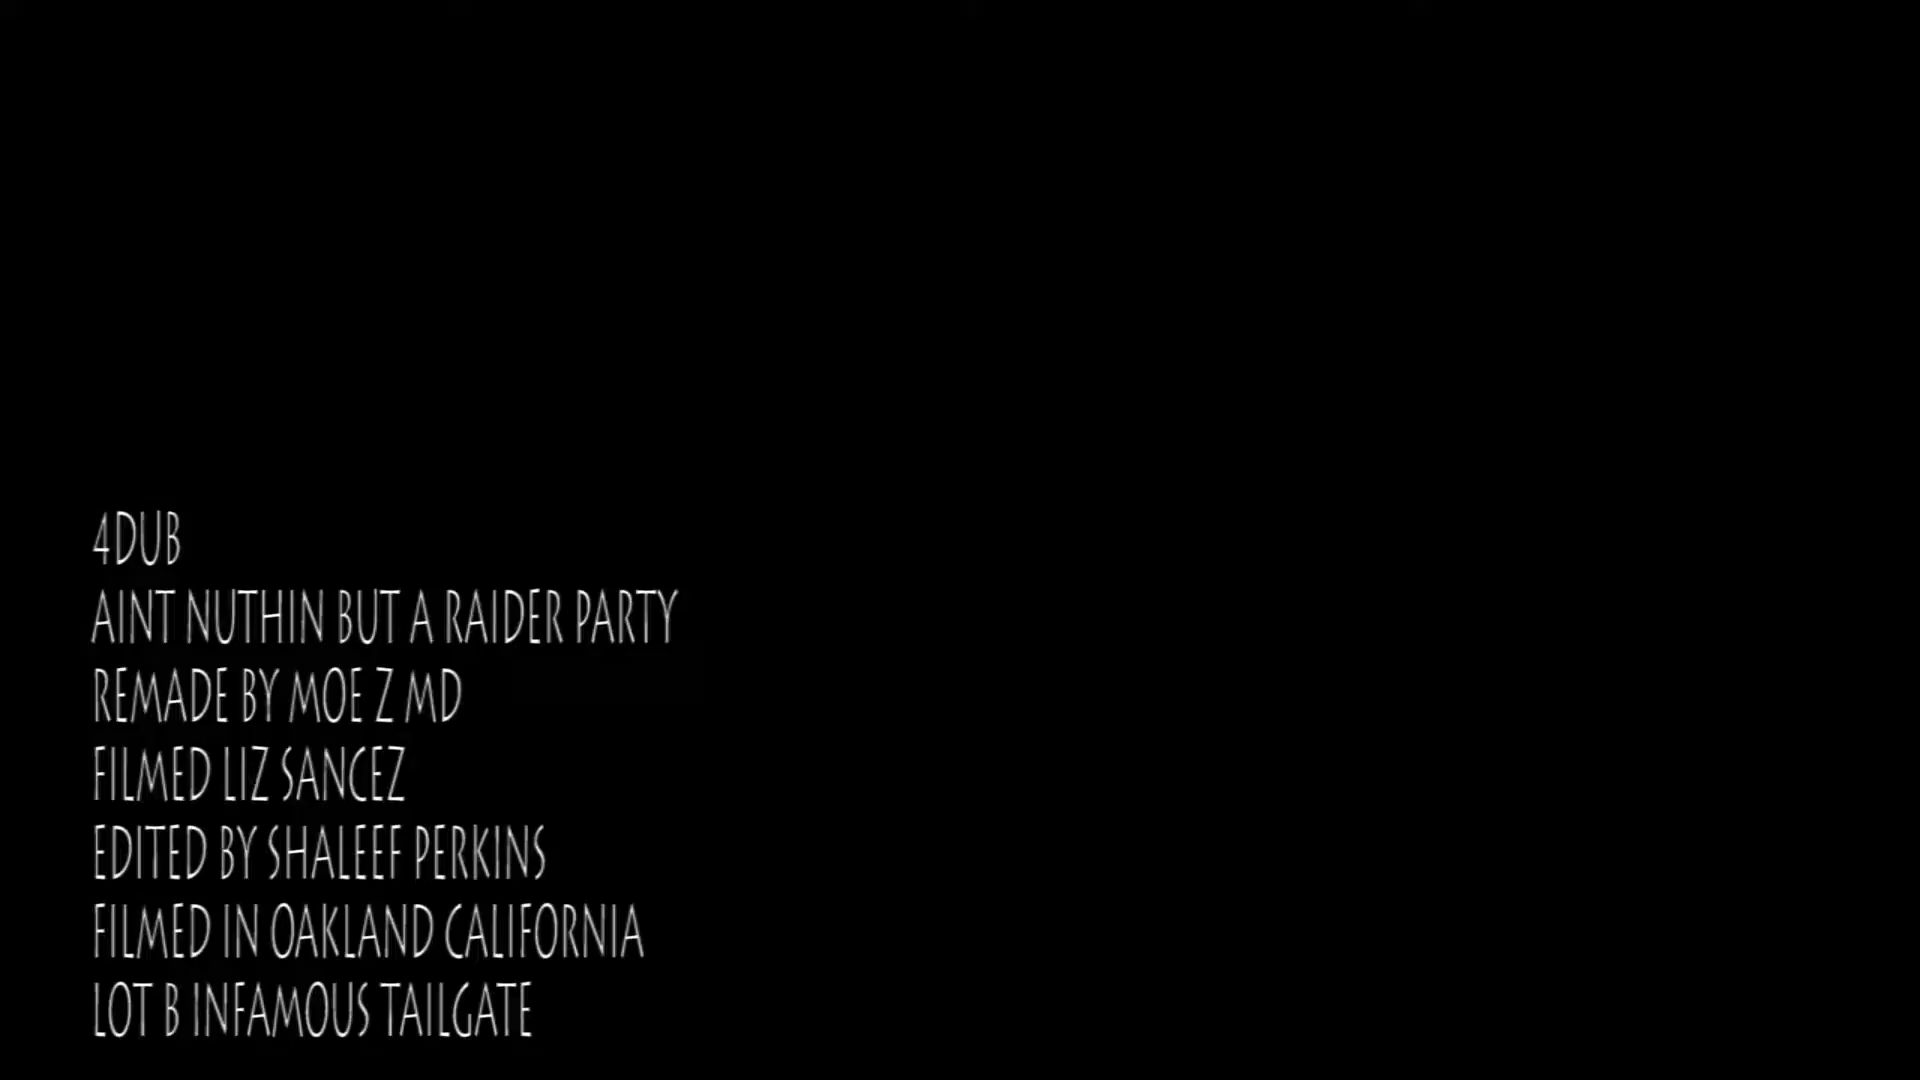 4DUB
AINT NUTHIN BUT A RAIDER PARTY
REMADE BY MOE Z MD
FILMED LIZ SANCEZ
EDITED BY SHALEEF PERKINS
FILMED IN OAKLAND CALIFORNIA
LOT B INFAMOUS TAILGATE